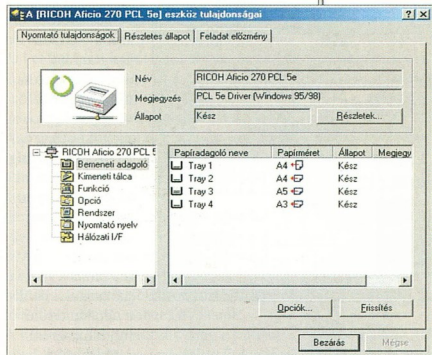 A [RICOH Aficio 270 PCL 5e] eszköz tulajdonságai
Nyomtató tulajdonságok Részletes állapot Feladat előzmény
Név RICOH Aficio 270 PCL 5e
Megjegyzés PCL 5e Driver (Windows 95/98)
Állapot Kész Részletek...
RICOH Aficio 270 PCL 5
Bemeneti adagoló
Kimeneti tálca
Funkció
Opció
Rendszer
Nyomtató nyelv
Hálózati I/F
Papíradagoló neve Papírméret Állapot Megjegy
Tray 1 A4 Kész
Tray 2 A4 Kész
Tray 3 A5 Kész
Tray 4 A3 Kész
Opciók... Frissítés
Bezárás Mégse